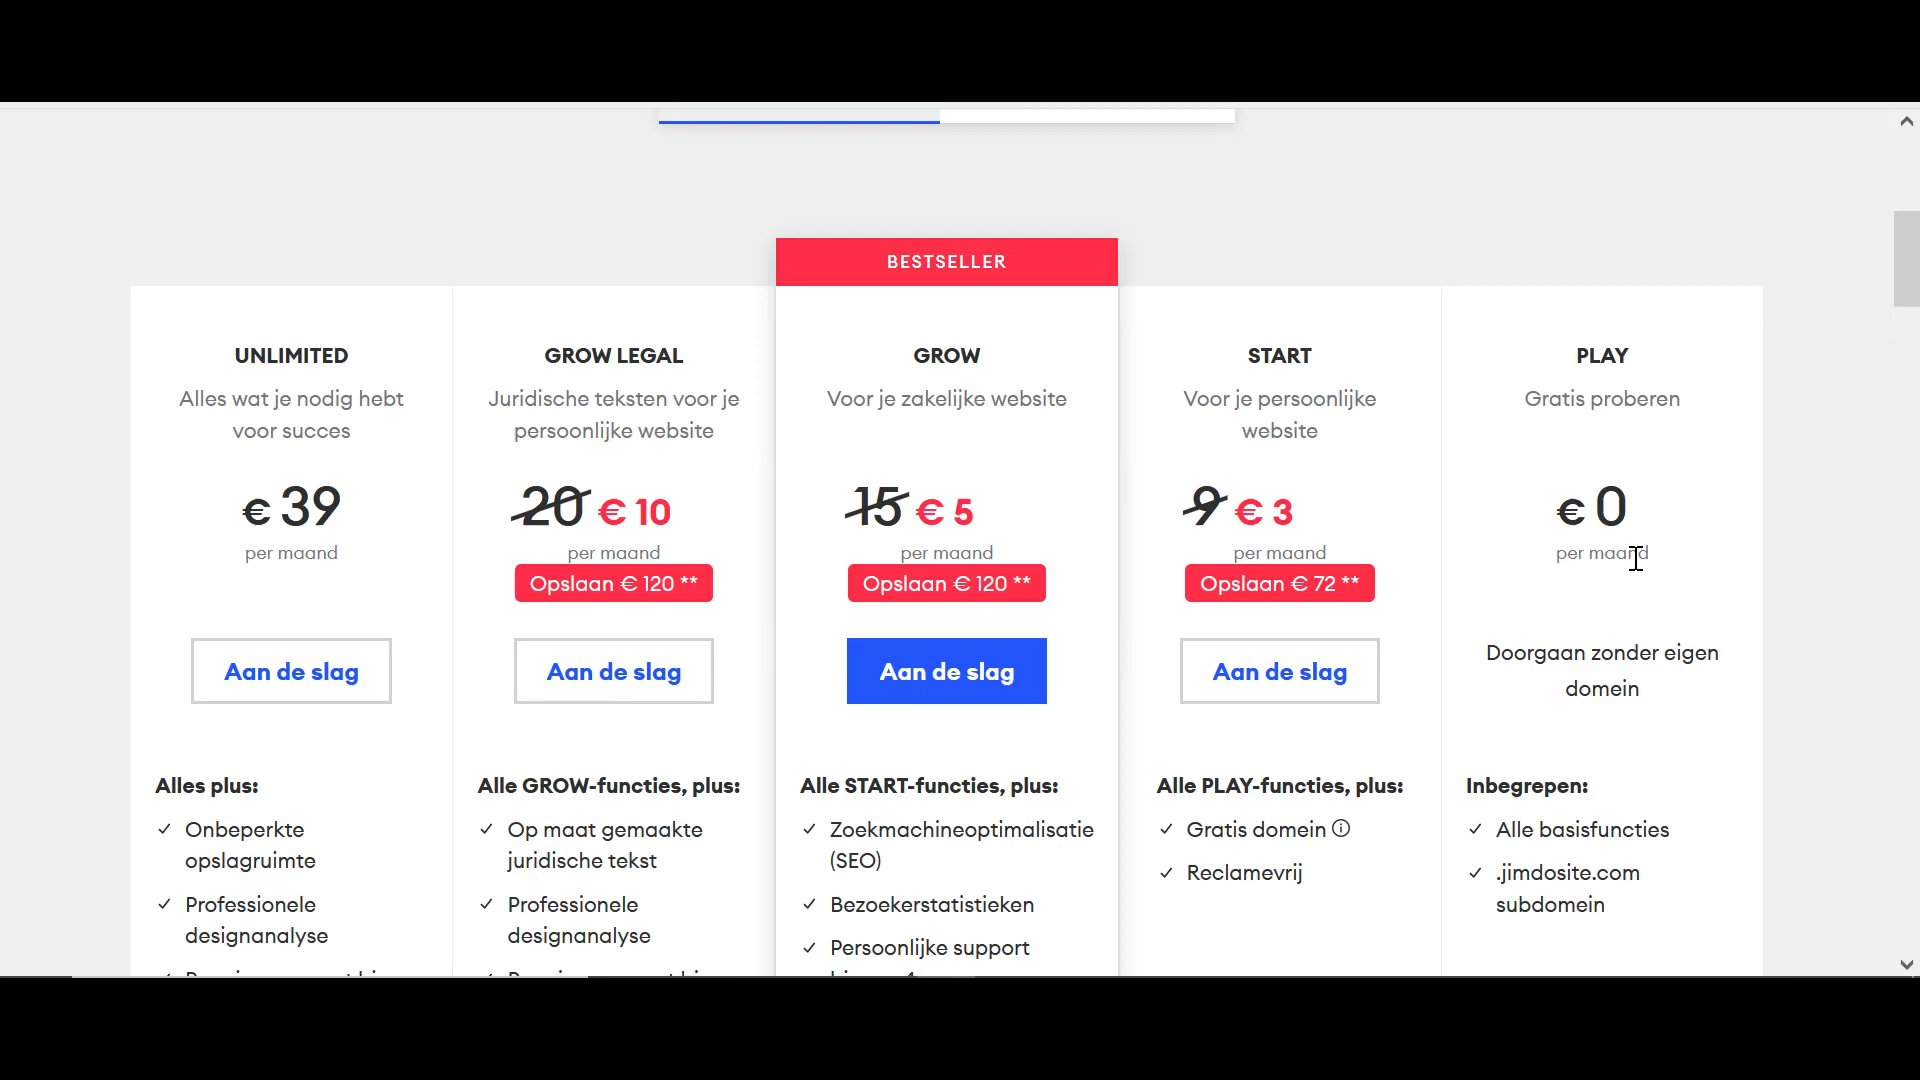 BESTSELLER
UNLIMITED
Alles wat je nodig hebt
voor succes
€ 39
per maand
Aan de slag
Alles plus:
Onbeperkte
opslagruimte
Professionele
designanalyse
GROW LEGAL
Juridische teksten voor je
persoonlijke website
20 € 10
per maand
Opslaan € 120 **
Aan de slag
Alle GROW-functies, plus:
Op maat gemaakte
juridische tekst
Professionele
designanalyse
GROW
Voor je zakelijke website
15 € 5
per maand
Opslaan € 120 **
Aan de slag
Alle START-functies, plus:
Zoekmachineoptimalisatie
(SEO)
Bezoekerstatistieken
Persoonlijke support
START
Voor je persoonlijke
website
9 € 3
per maand
Opslaan € 72 **
Aan de slag
Alle PLAY-functies, plus:
Gratis domein
Reclamevrij
PLAY
Gratis proberen
€ 0
per maand
Doorgaan zonder eigen
domein
Inbegrepen:
Alle basisfuncties
.jimdosite.com
subdomein